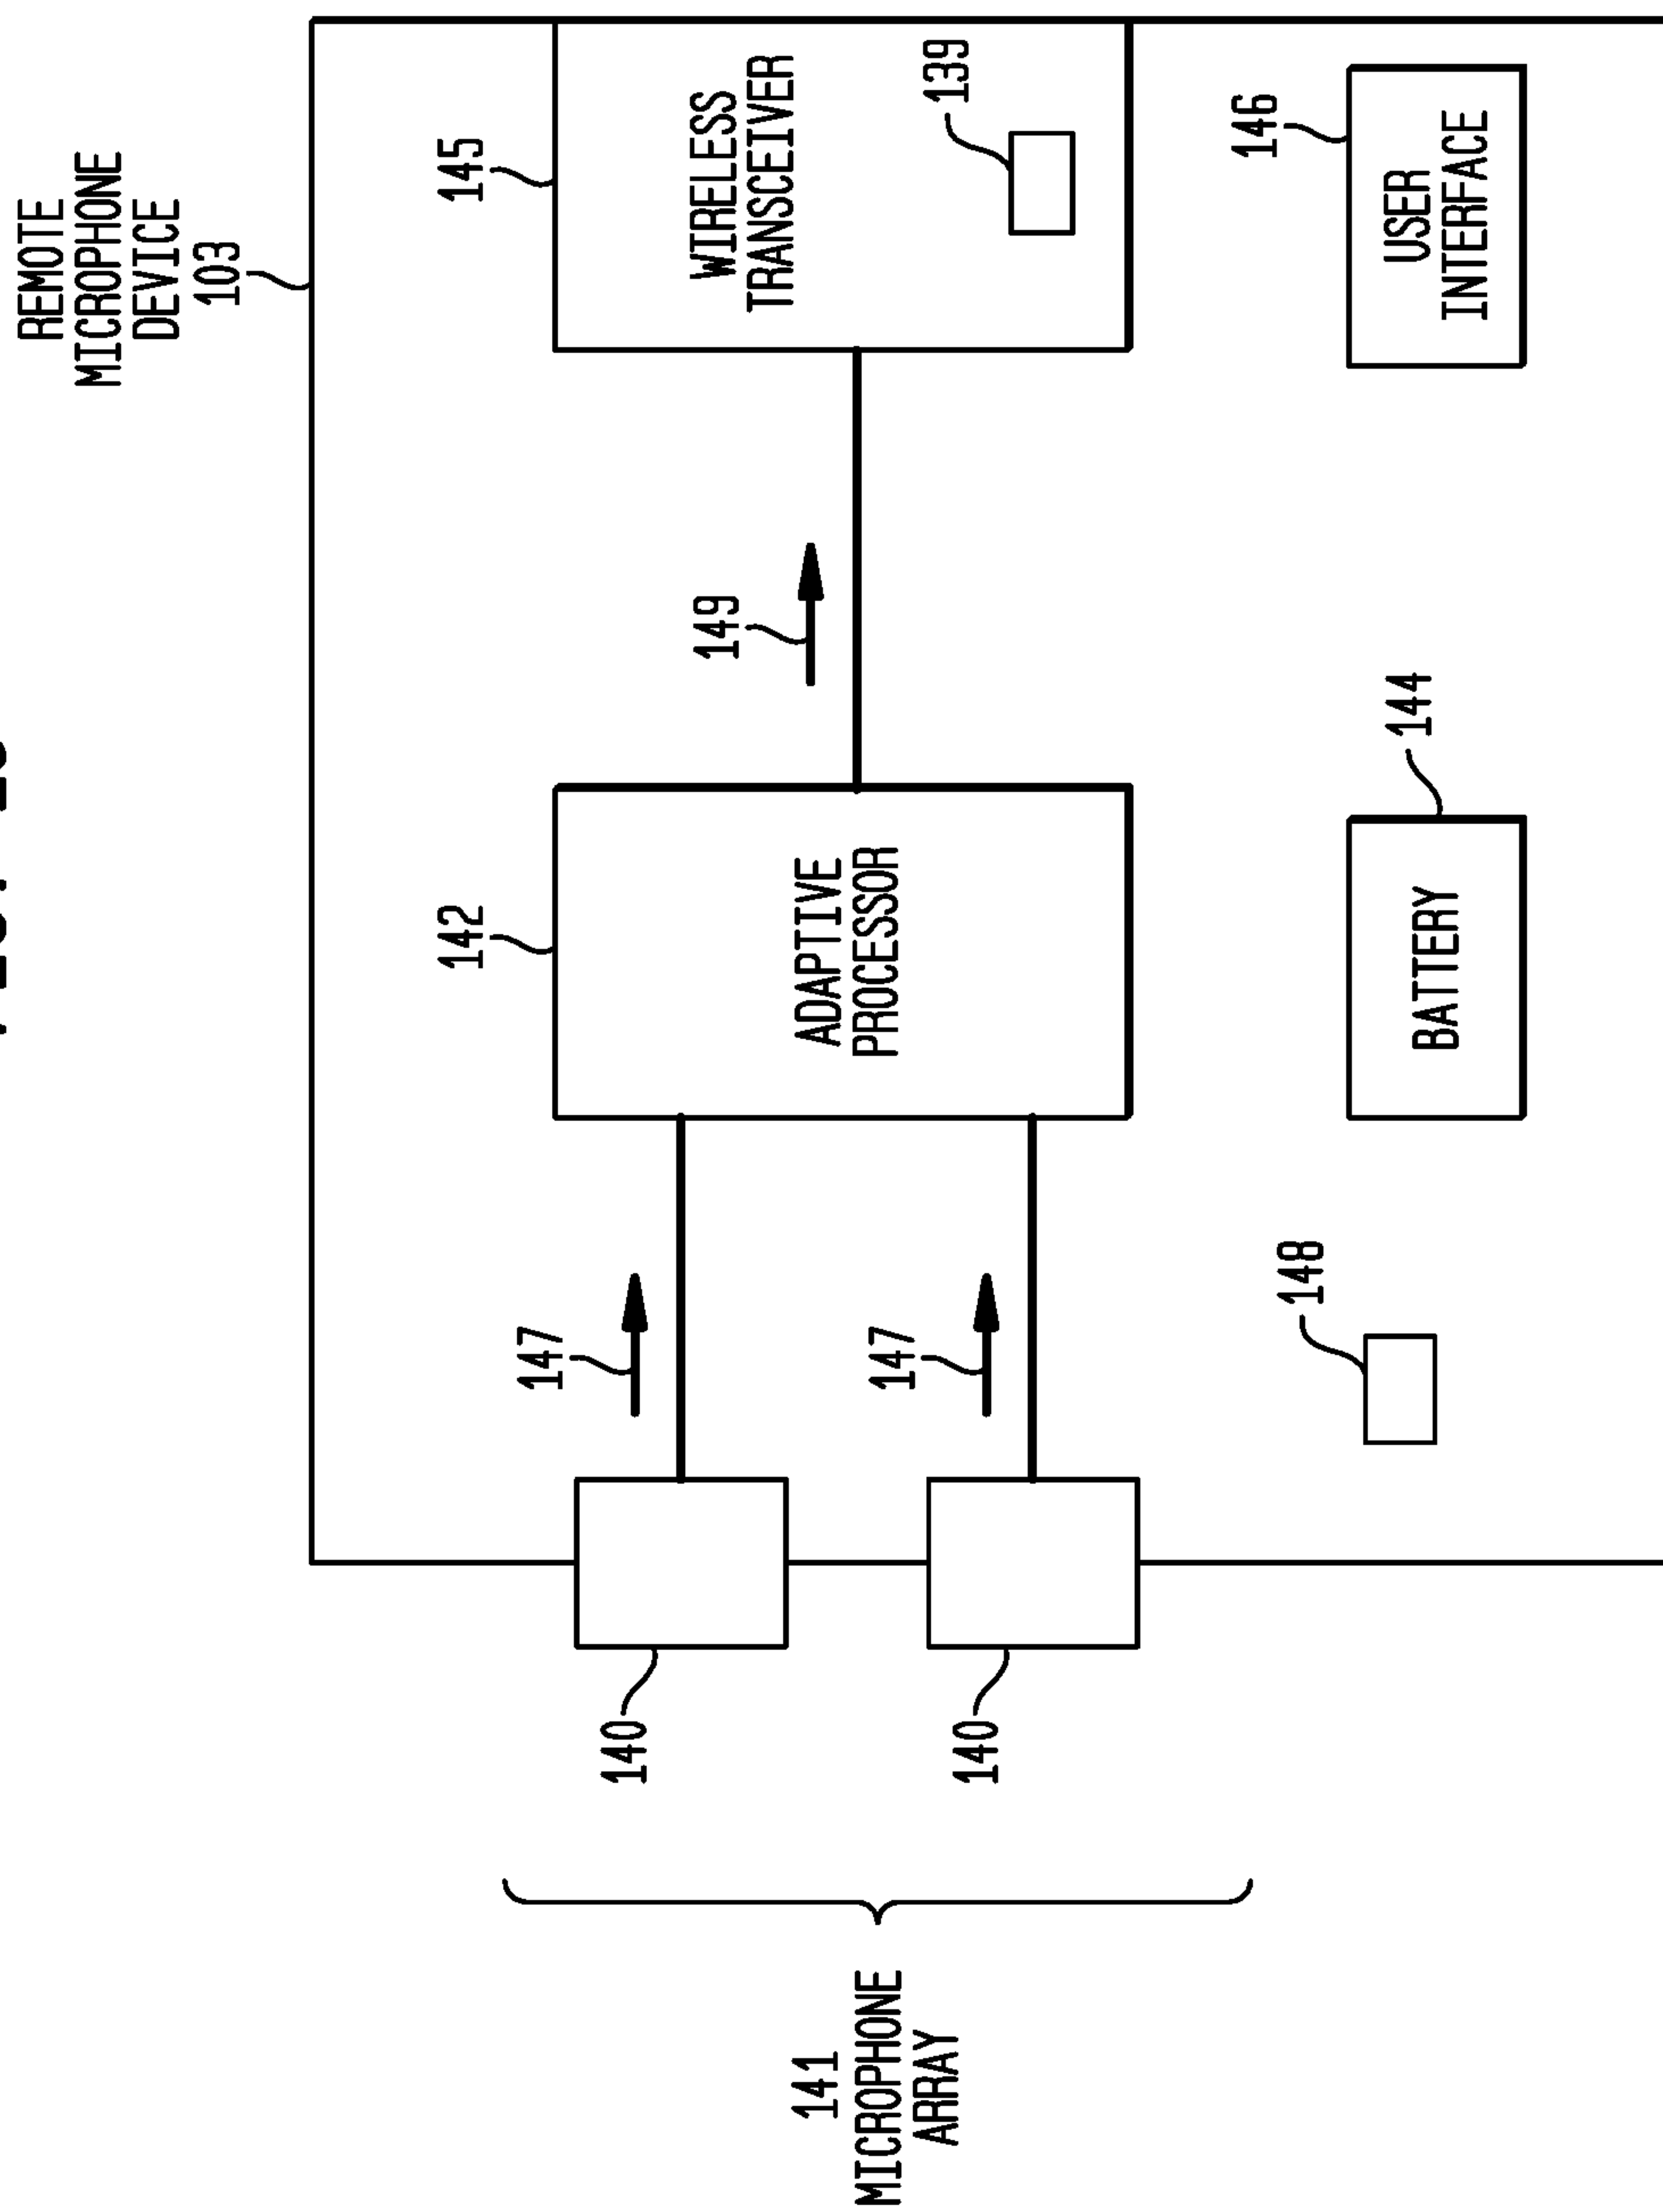 REMOTE
MICROPHONE
DEVICE
103
145
WIRELESS
TRANSCEIVER
139
146
USER
INTERFACE
149
142
ADAPTIVE
PROCESSOR
144
BATTERY
147
147
148
140
140
141
MICROPHONE
ARRAY